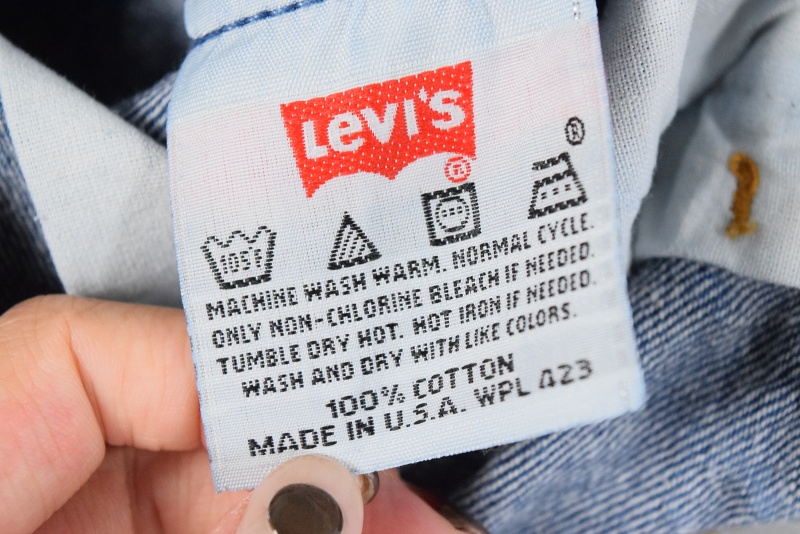 Levi's
®
®
105F
MACHINE WASH WARM. NORMAL CYCLE.
ONLY NON-CHLORINE BLEACH IF NEEDED.
TUMBLE DRY HOT. HOT IRON IF NEEDED.
WASH AND DRY WITH LIKE COLORS.
100% COTTON
MADE IN U.S.A. WPL 423